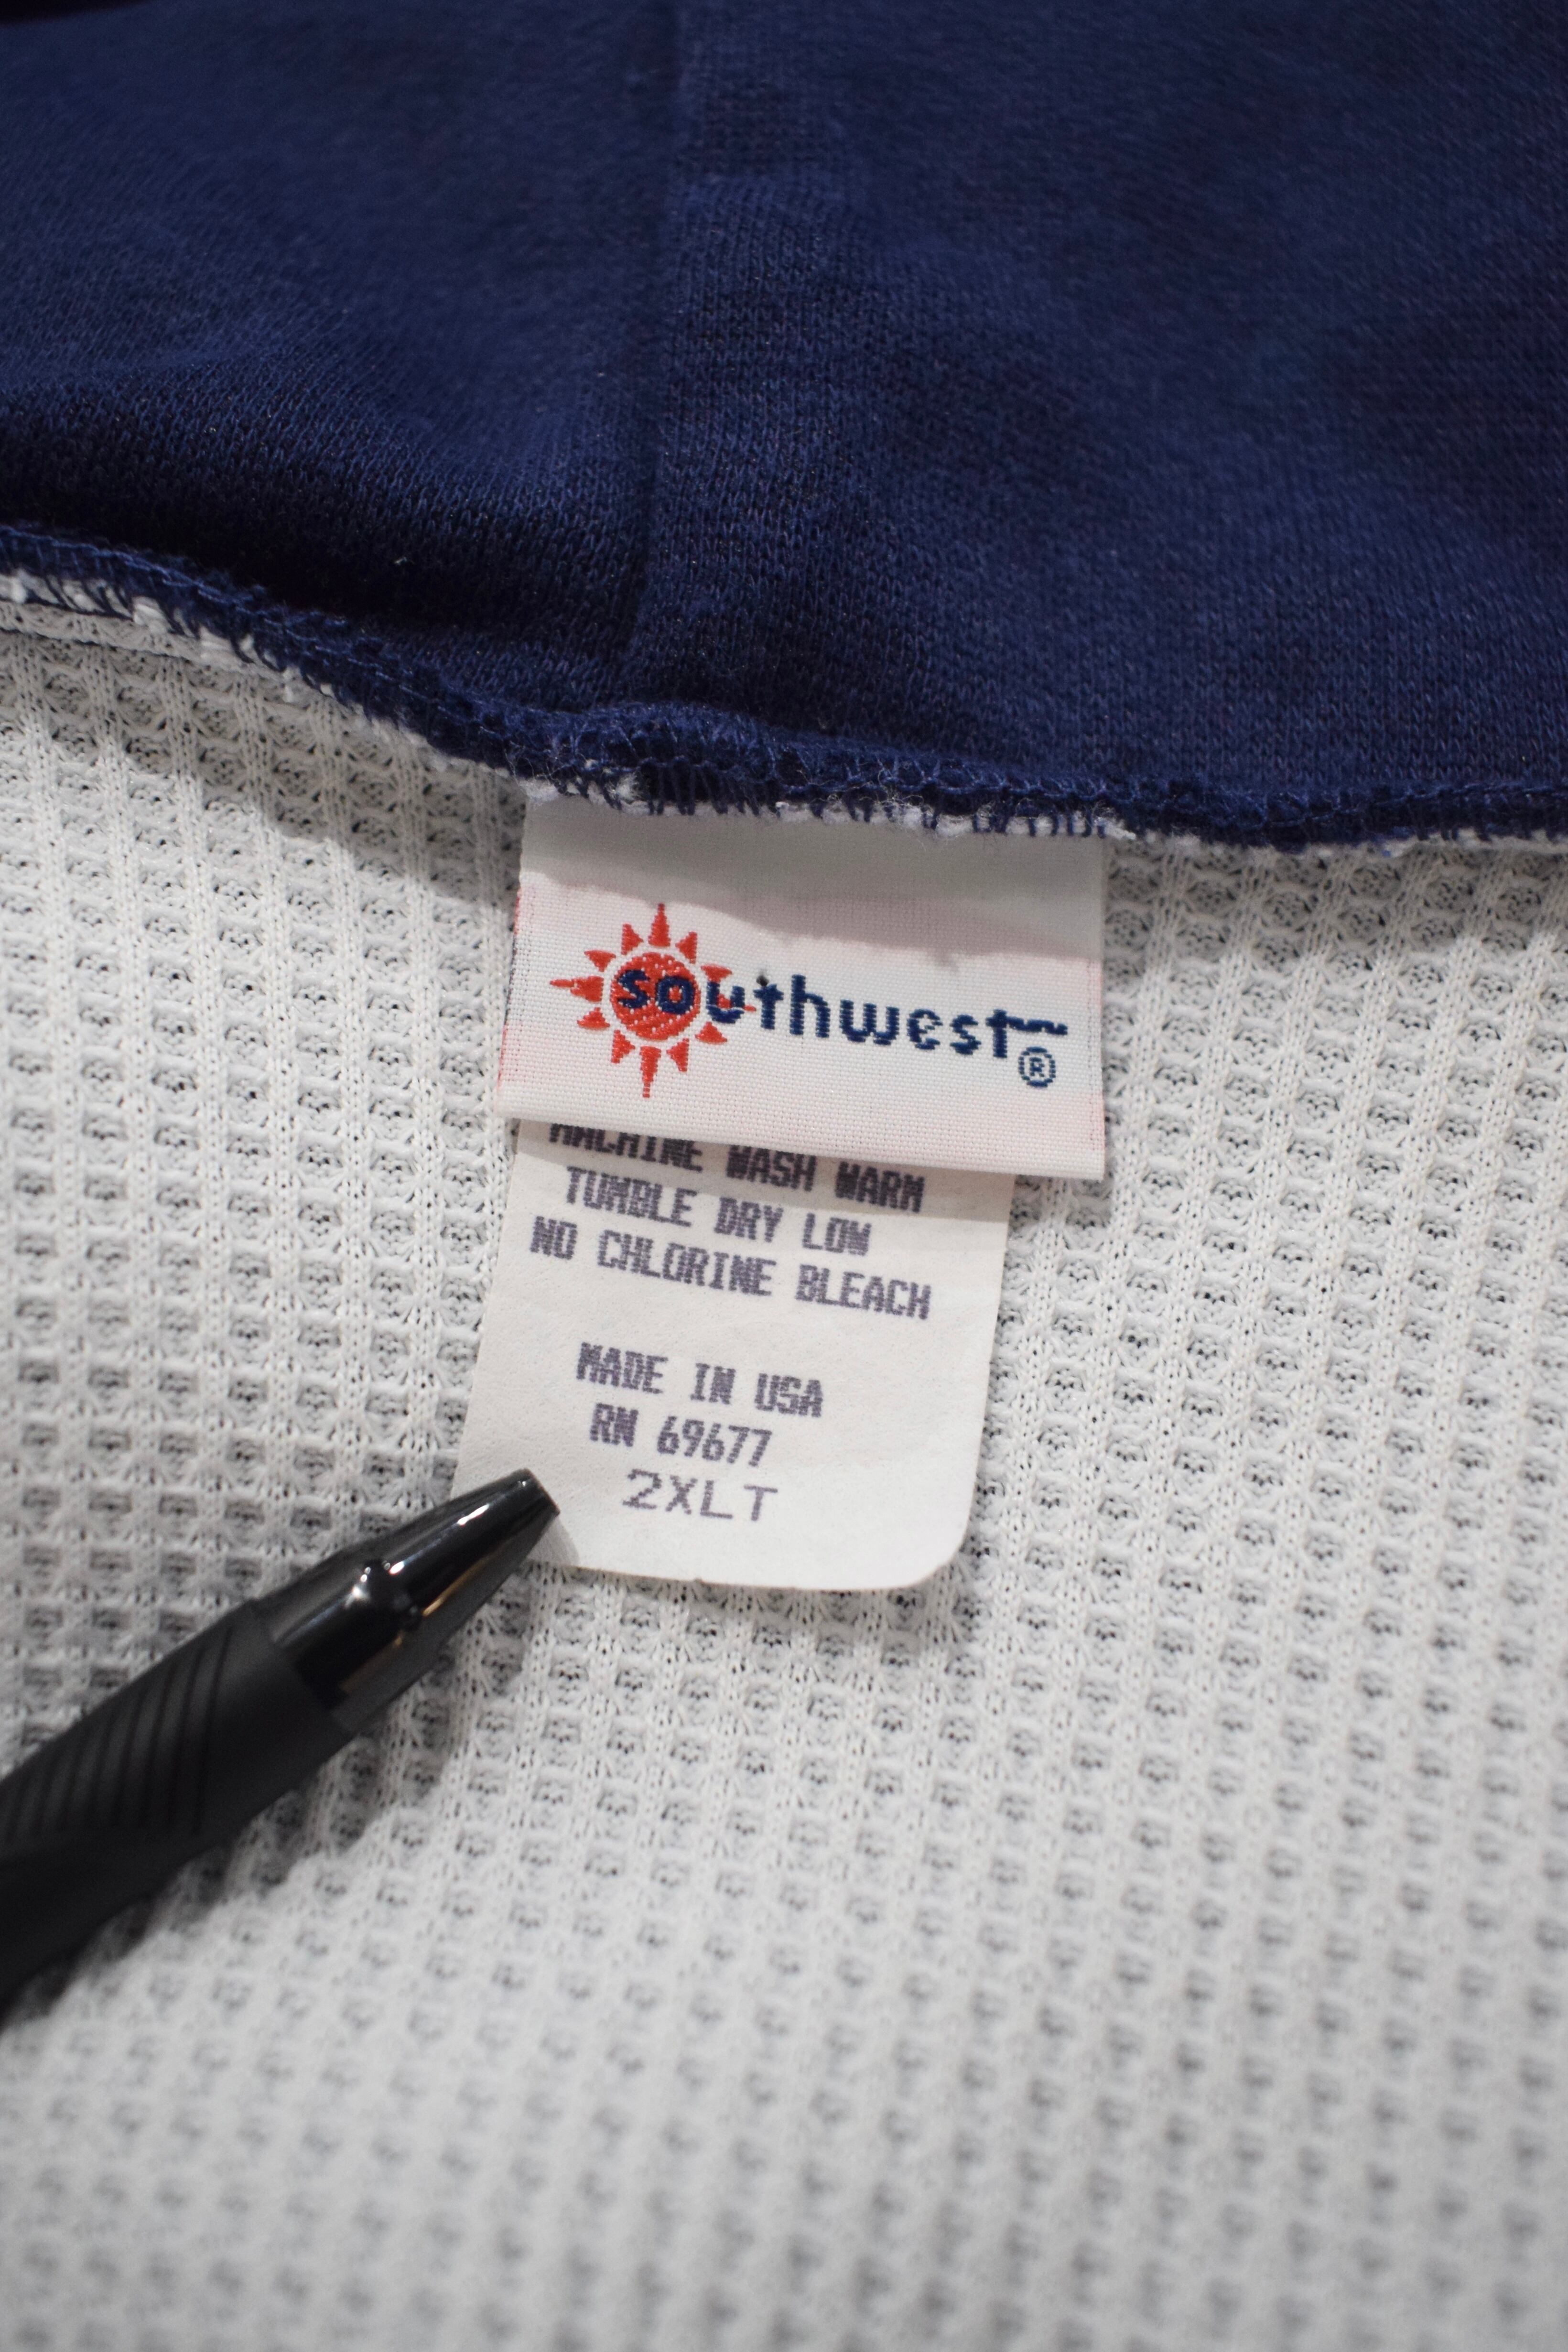 southwest®
MACHINE WASH WARM
TUMBLE DRY LOW
NO CHLORINE BLEACH
MADE IN USA
RN 69677
2XLT